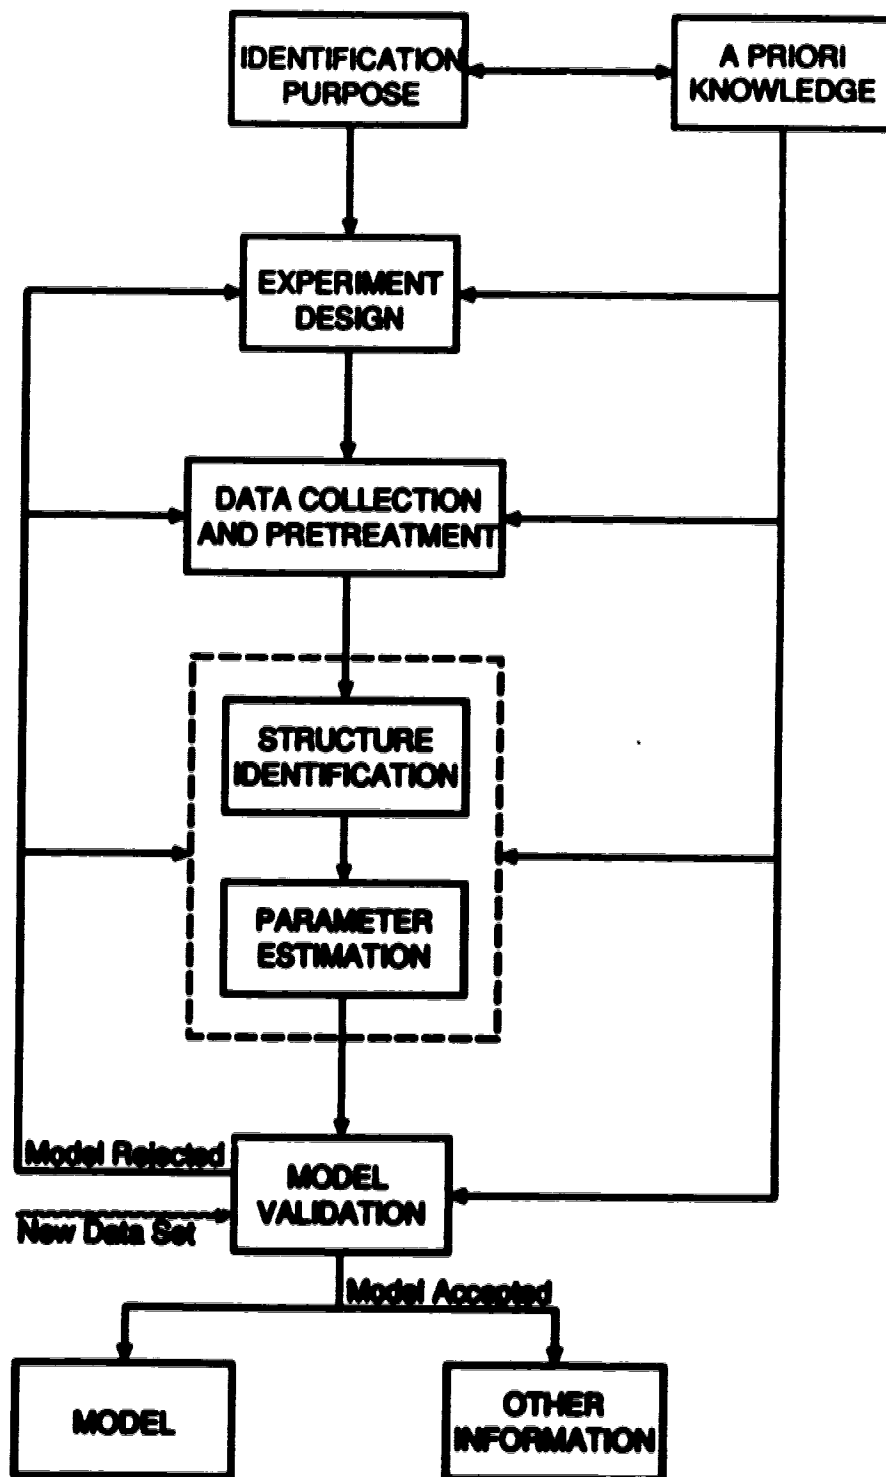 IDENTIFICATION
PURPOSE
A PRIORI
KNOWLEDGE
EXPERIMENT
DESIGN
DATA COLLECTION
AND PRETREATMENT
STRUCTURE
IDENTIFICATION
PARAMETER
ESTIMATION
Model Rejected
MODEL
VALIDATION
New Data Set
Model Accepted
MODEL
OTHER
INFORMATION